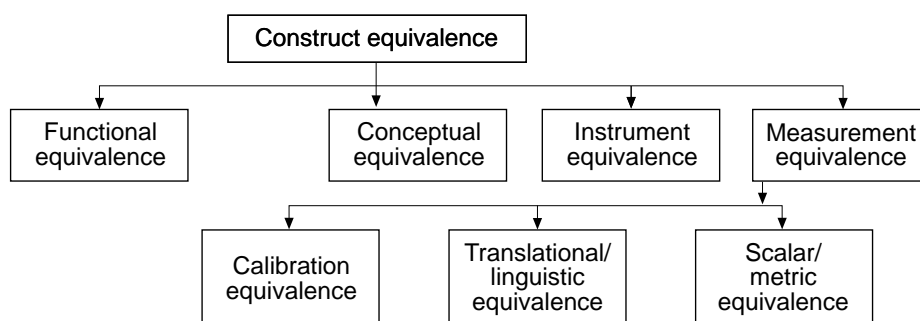 Construct equivalence
Functional
equivalence
Conceptual
equivalence
Instrument
equivalence
Measurement
equivalence
Calibration
equivalence
Translational/
linguistic
equivalence
Scalar/
metric
equivalence